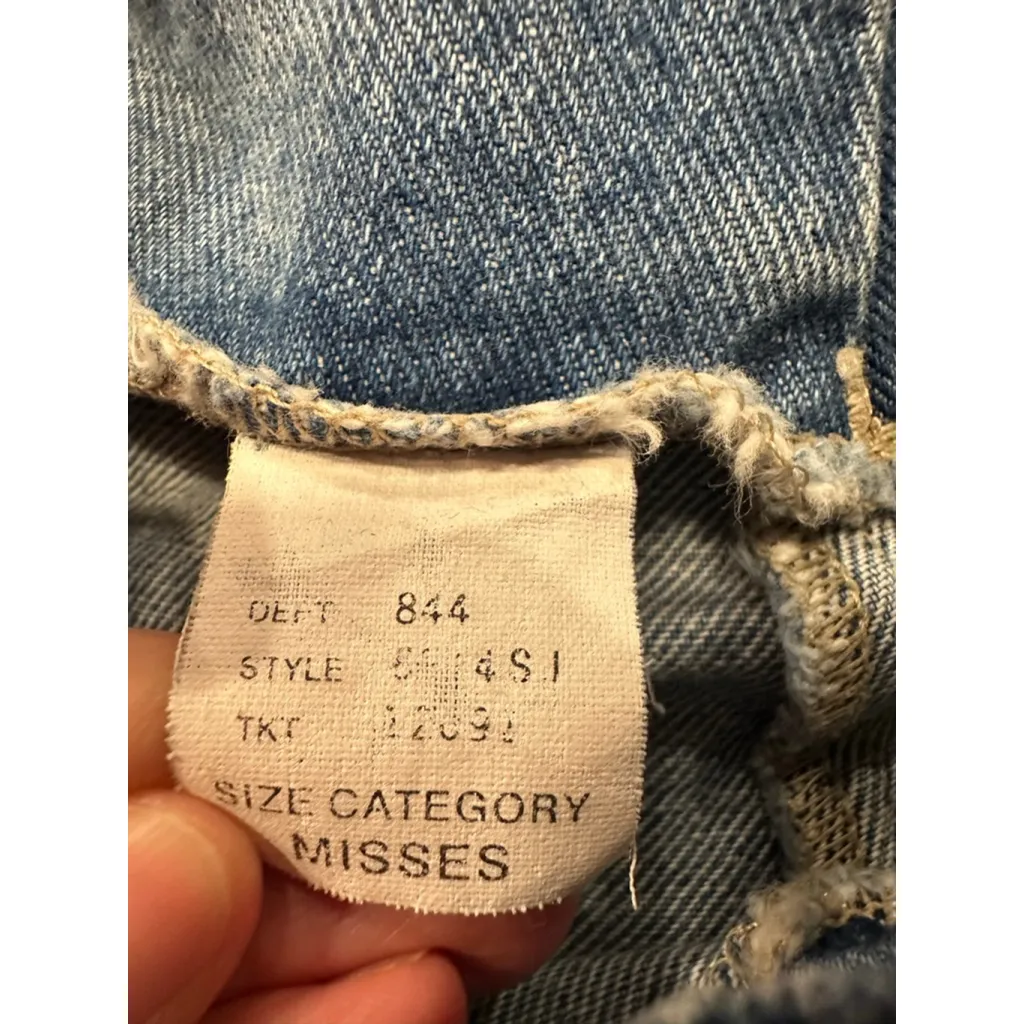 DEPT 844
STYLE
TKT
SIZE CATEGORY
MISSES